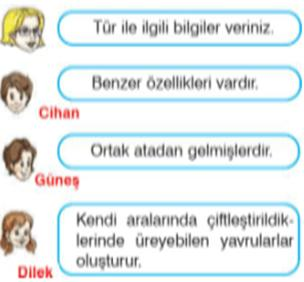 Tür ile ilgili bilgiler veriniz.
Benzer özellikleri vardır.
Cihan
Ortak atadan gelmişlerdir.
Güneş
Kendi aralarında çiftleştirildik-
lerinde üreyebilen yavrularlar
oluşturur.
Dilek